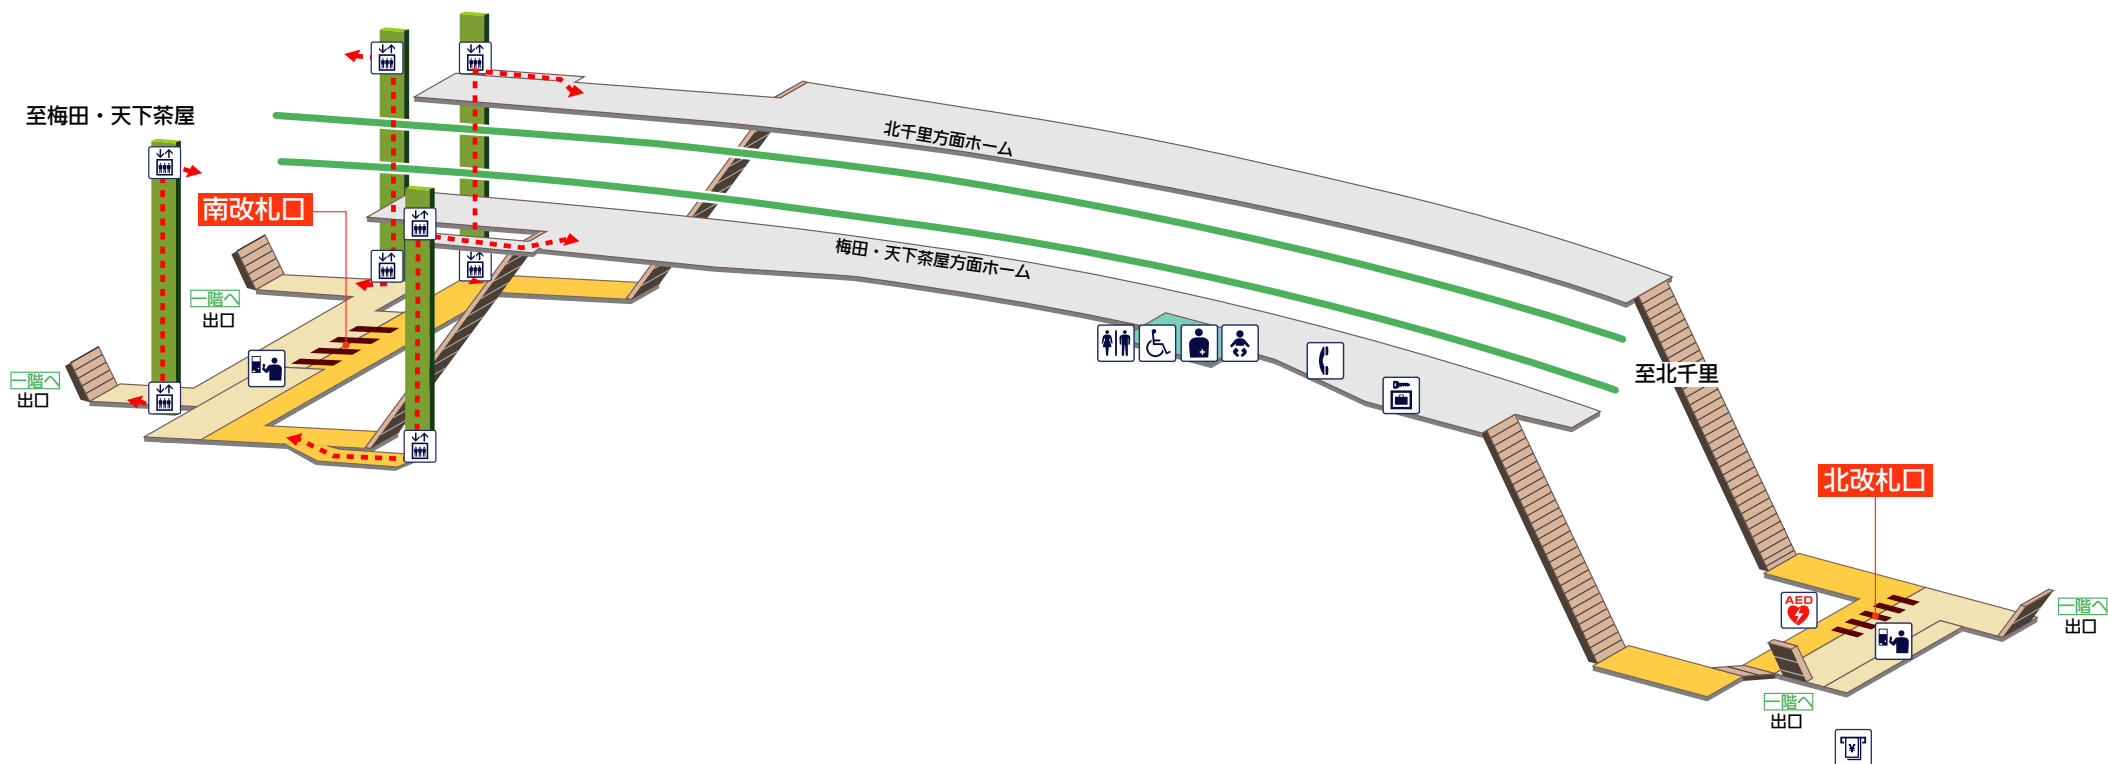 至梅田・天下茶屋
南改札口
一階へ
出口
一階へ
出口
北千里方面ホーム
梅田・天下茶屋方面ホーム
至北千里
北改札口
AED
一階へ
出口
一階へ
出口
¥